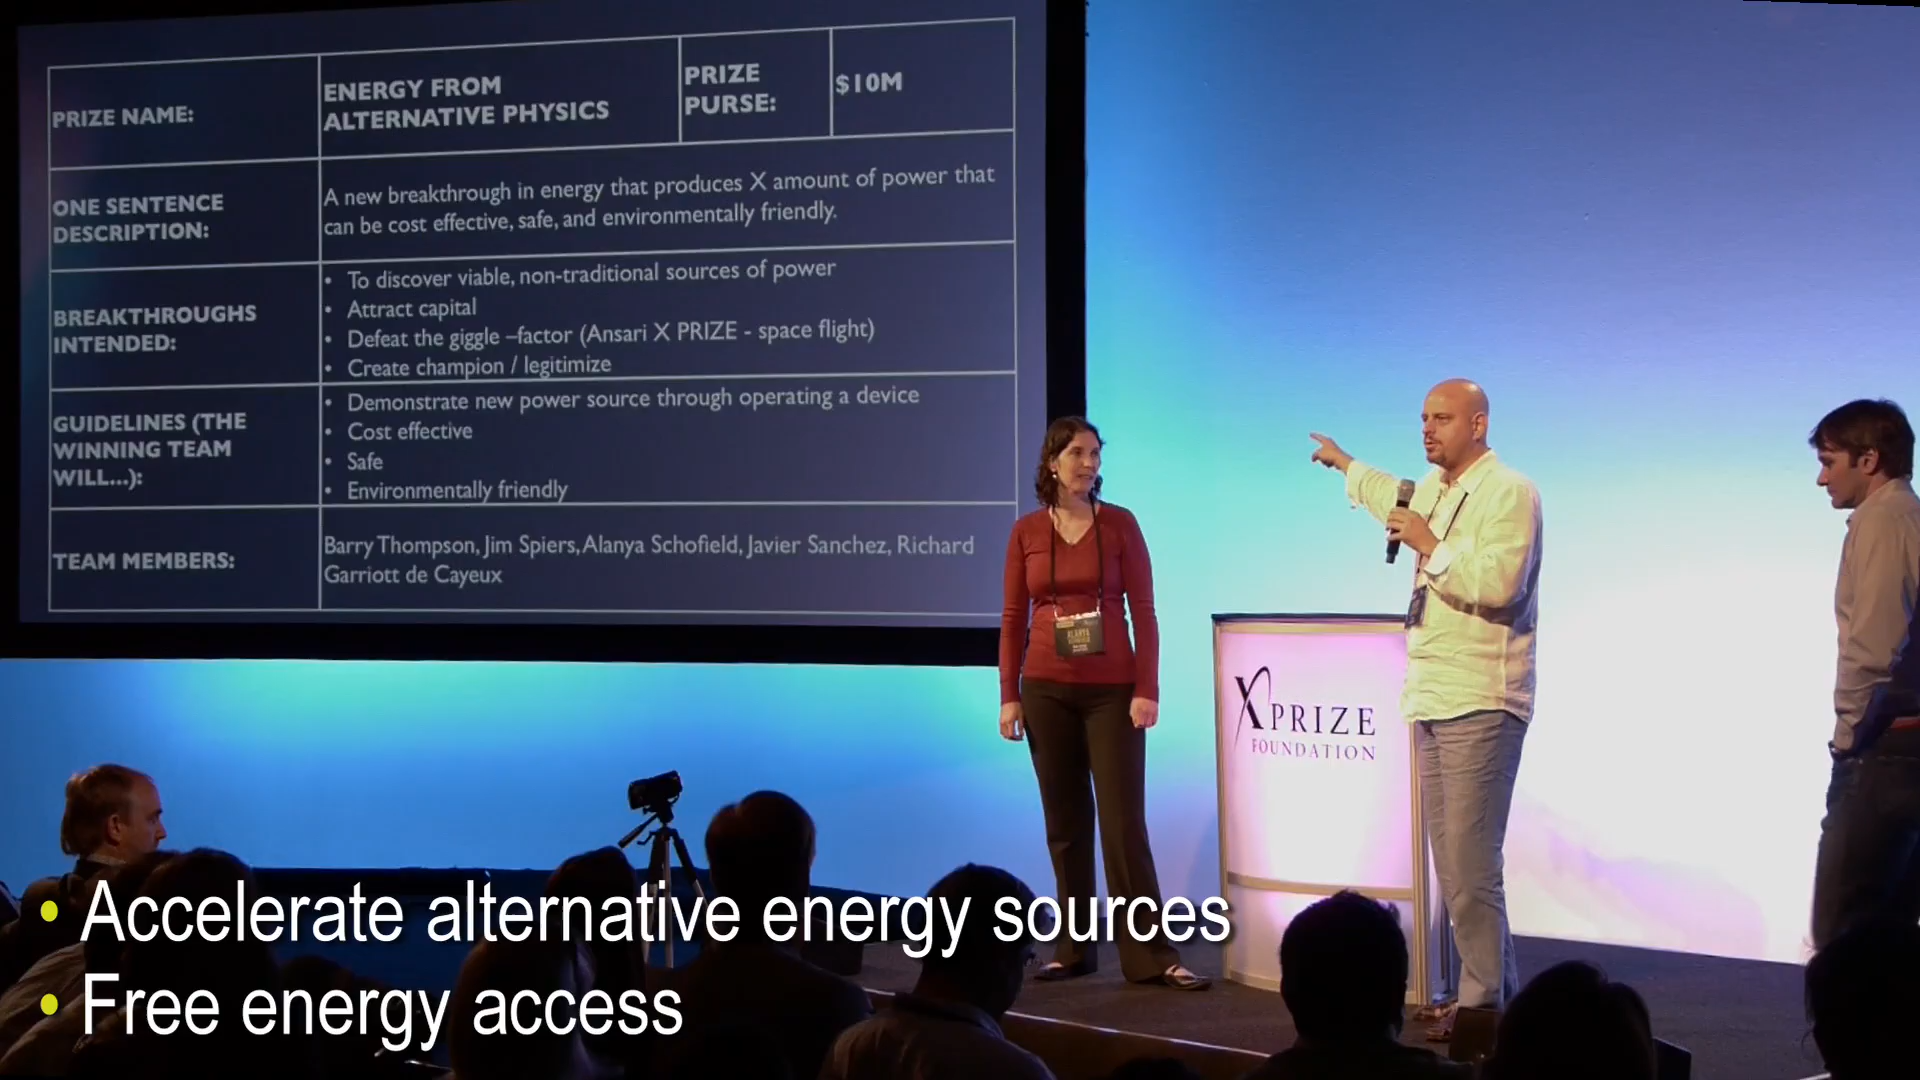 PRIZE NAME:
ENERGY FROM
ALTERNATIVE PHYSICS
PRIZE
PURSE:
$10M
ONE SENTENCE
DESCRIPTION:
A new breakthrough in energy that produces X amount of power that
can be cost effective, safe, and environmentally friendly.
BREAKTHROUGHS
INTENDED:
• To discover viable, non-traditional sources of power
• Attract capital
• Defeat the giggle –factor (Ansari X PRIZE - space flight)
• Create champion / legitimize
GUIDELINES (THE
WINNING TEAM
WILL...):
• Demonstrate new power source through operating a device
• Cost effective
• Safe
• Environmentally friendly
TEAM MEMBERS:
Barry Thompson, Jim Spiers, Alanya Schofield, Javier Sanchez, Richard
Garriott de Cayeux
ALANYA
X PRIZE
FOUNDATION
• Accelerate alternative energy sources
• Free energy access